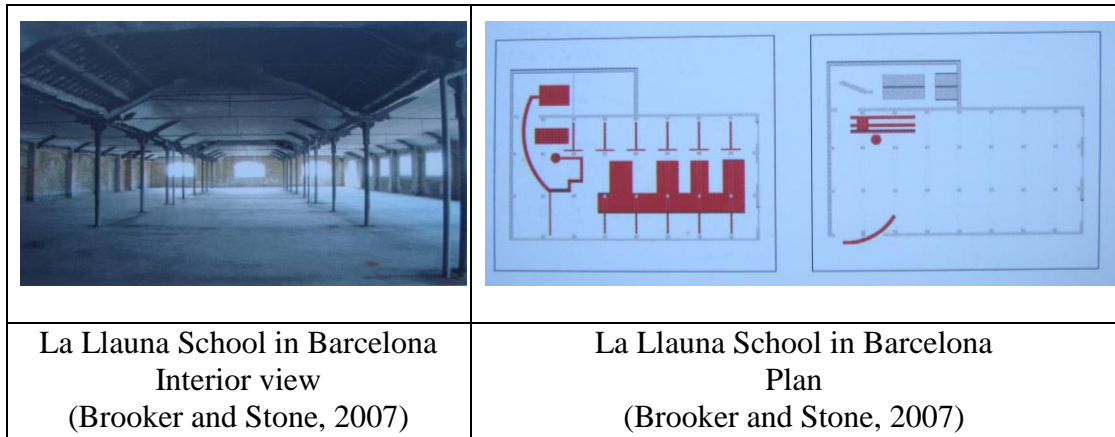 La Llauna School in Barcelona
Interior view
(Brooker and Stone, 2007)
La Llauna School in Barcelona
Plan
(Brooker and Stone, 2007)